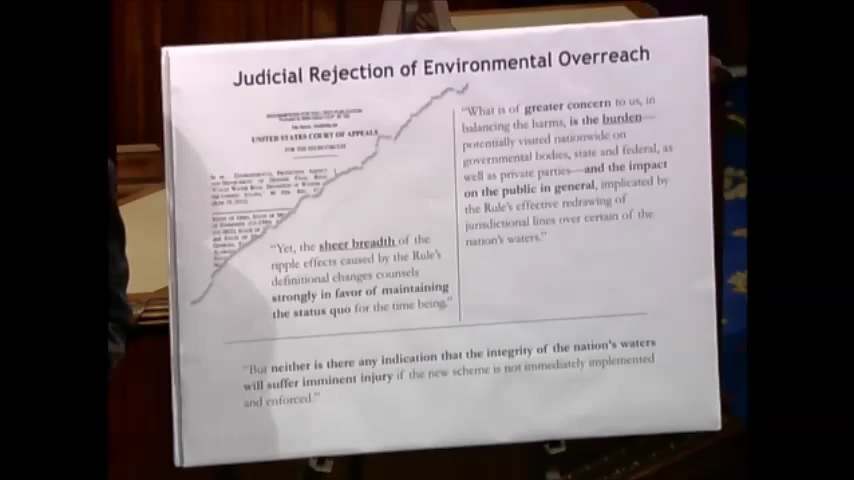 Judicial Rejection of Environmental Overreach
UNITED STATES COURT OF APPEALS
FOR THE SIXTH CIRCUIT
"Yet, the sheer breadth of the
ripple effects caused by the Rule's
definitional changes counsels
strongly in favor of maintaining
the status quo for the time being."
"What is of greater concern to us, in
balancing the harms, is the burden—
potentially visited nationwide on
governmental bodies, state and federal, as
well as private parties—and the impact
on the public in general, implicated by
the Rule's effective redrawing of
jurisdictional lines over certain of the
nation's waters."
"But neither is there any indication that the integrity of the nation's waters
will suffer imminent injury if the new scheme is not immediately implemented
and enforced."